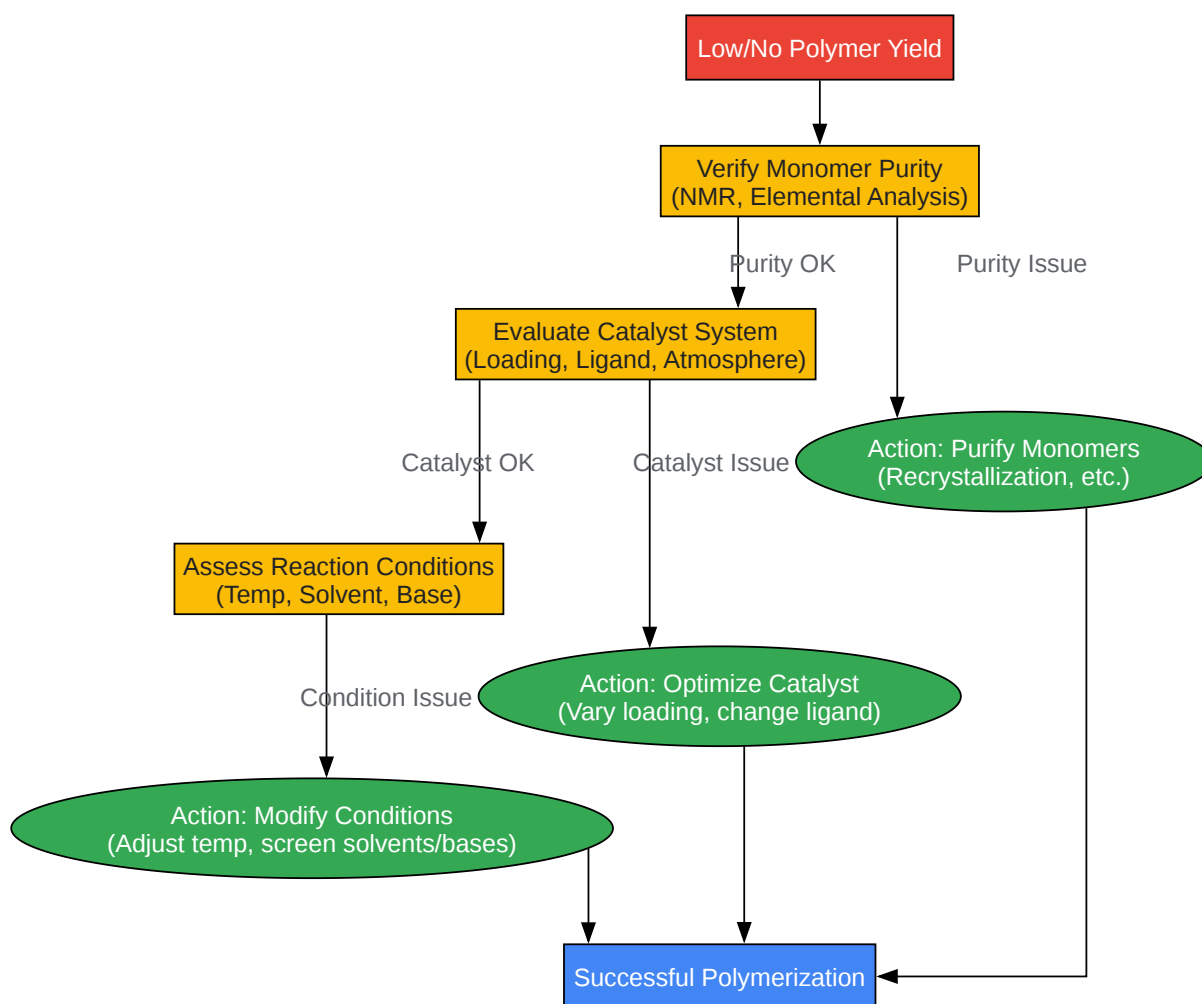 Low/No Polymer Yield
Verify Monomer Purity
(NMR, Elemental Analysis)
Purity OK
Purity Issue
Evaluate Catalyst System
(Loading, Ligand, Atmosphere)
Catalyst OK
Catalyst Issue
Action: Purify Monomers
(Recrystallization, etc.)
Assess Reaction Conditions
(Temp, Solvent, Base)
Condition Issue
Action: Optimize Catalyst
(Vary loading, change ligand)
Action: Modify Conditions
(Adjust temp, screen solvents/bases)
Successful Polymerization